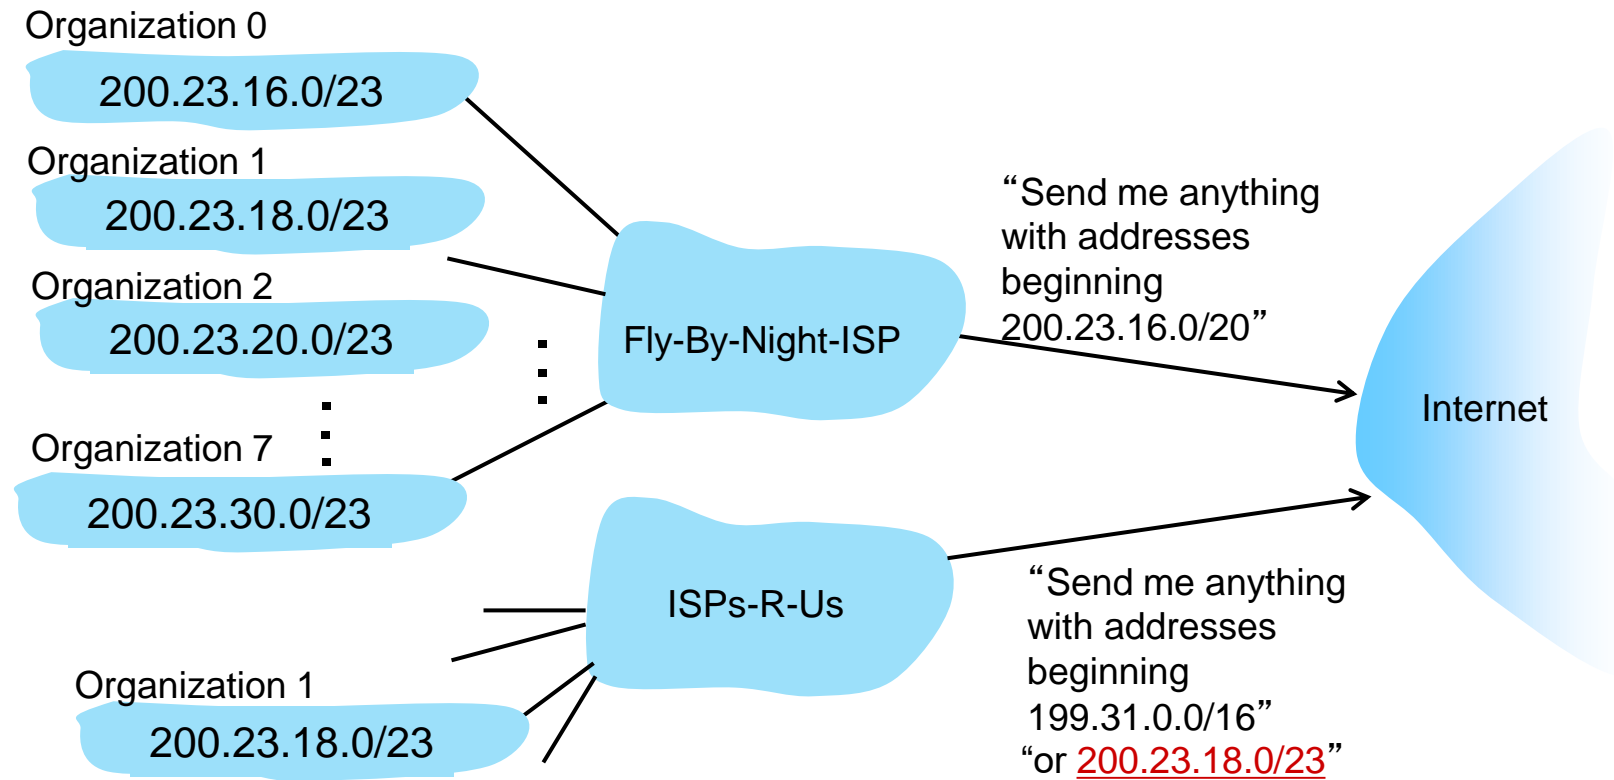 Organization 0
200.23.16.0/23
Organization 1
200.23.18.0/23
Organization 2
200.23.20.0/23
Organization 7
200.23.30.0/23
Fly-By-Night-ISP
“Send me anything
with addresses
beginning
200.23.16.0/20”
Internet
ISPs-R-Us
Organization 1
200.23.18.0/23
“Send me anything
with addresses
beginning
199.31.0.0/16”
“or 200.23.18.0/23”